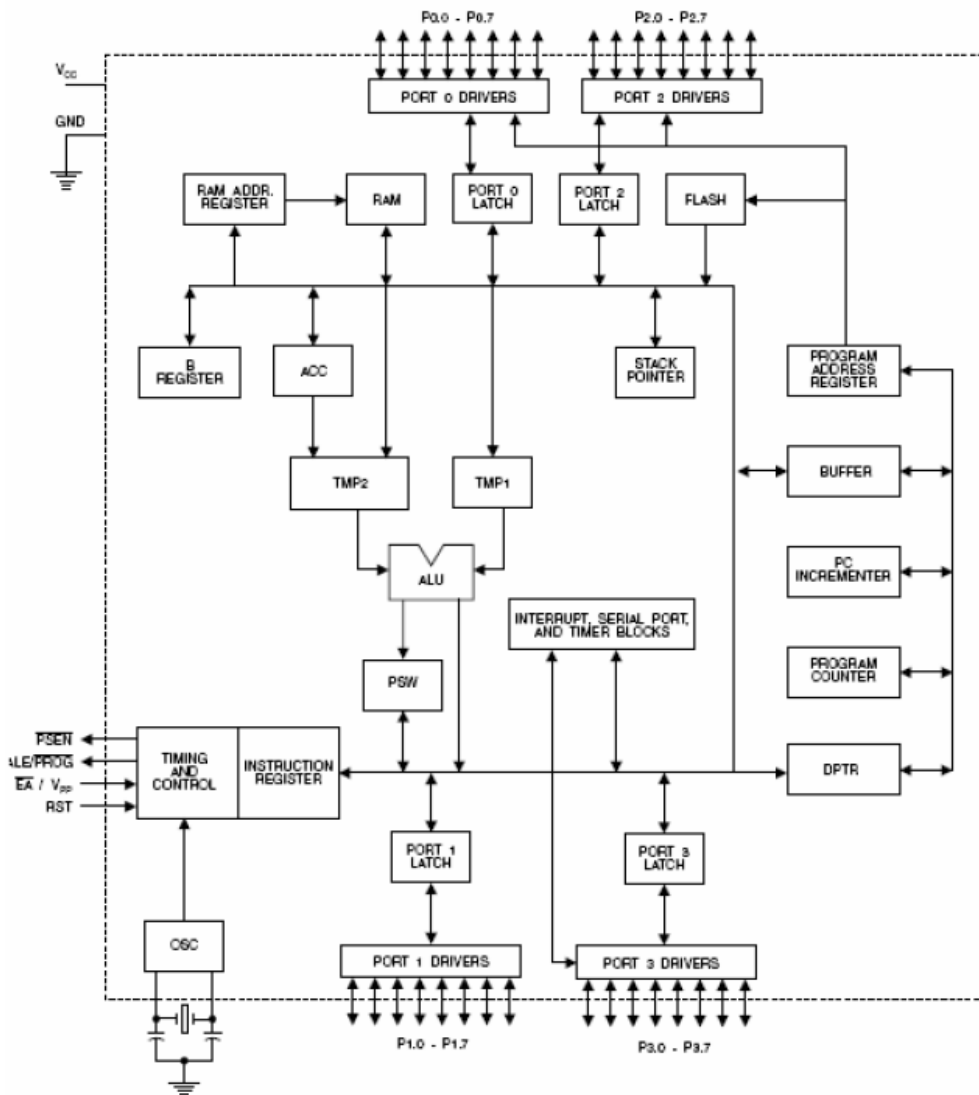 P0.0 - P0.7
P2.0 - P2.7
VCC
PORT 0 DRIVERS
PORT 2 DRIVERS
GND
RAM ADDR.
REGISTER
RAM
PORT 0
LATCH
PORT 2
LATCH
FLASH
B
REGISTER
ACC
STACK
POINTER
PROGRAM
ADDRESS
REGISTER
TMP2
TMP1
BUFFER
ALU
PC
INCREMENTER
INTERRUPT, SERIAL PORT,
AND TIMER BLOCKS
PSW
PROGRAM
COUNTER
PSEN
ALE/PROG
EA / VPP
RST
TIMING
AND
CONTROL
INSTRUCTION
REGISTER
DPTR
PORT 1
LATCH
PORT 3
LATCH
OSC
PORT 1 DRIVERS
PORT 3 DRIVERS
P1.0 - P1.7
P3.0 - P3.7